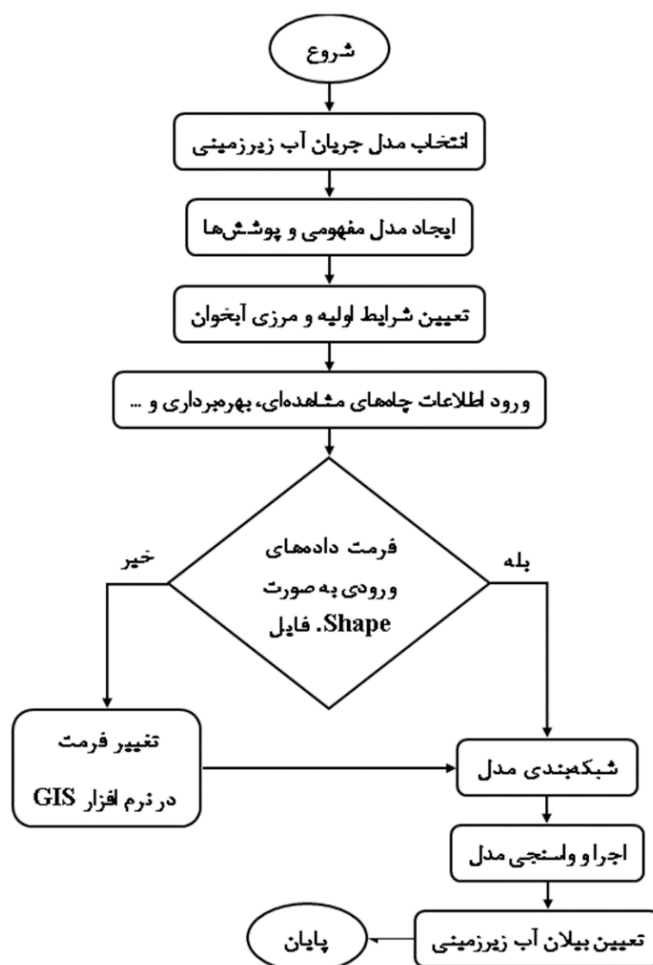 شروع
انتخاب مدل جریان آب زیرزمینی
ایجاد مدل مفهومی و پوشش‌ها
تعیین شرایط اولیه و مرزی آبخوان
ورود اطلاعات چاه‌های مشاهده‌ای، بهره‌برداری و ...
فرمت داده‌های
ورودی به صورت
Shape. فایل
بله
خیر
تغییر فرمت
در نرم افزار GIS
شبکه‌بندی مدل
اجرا و واسنجی مدل
تعیین بیلان آب زیرزمینی
پایان